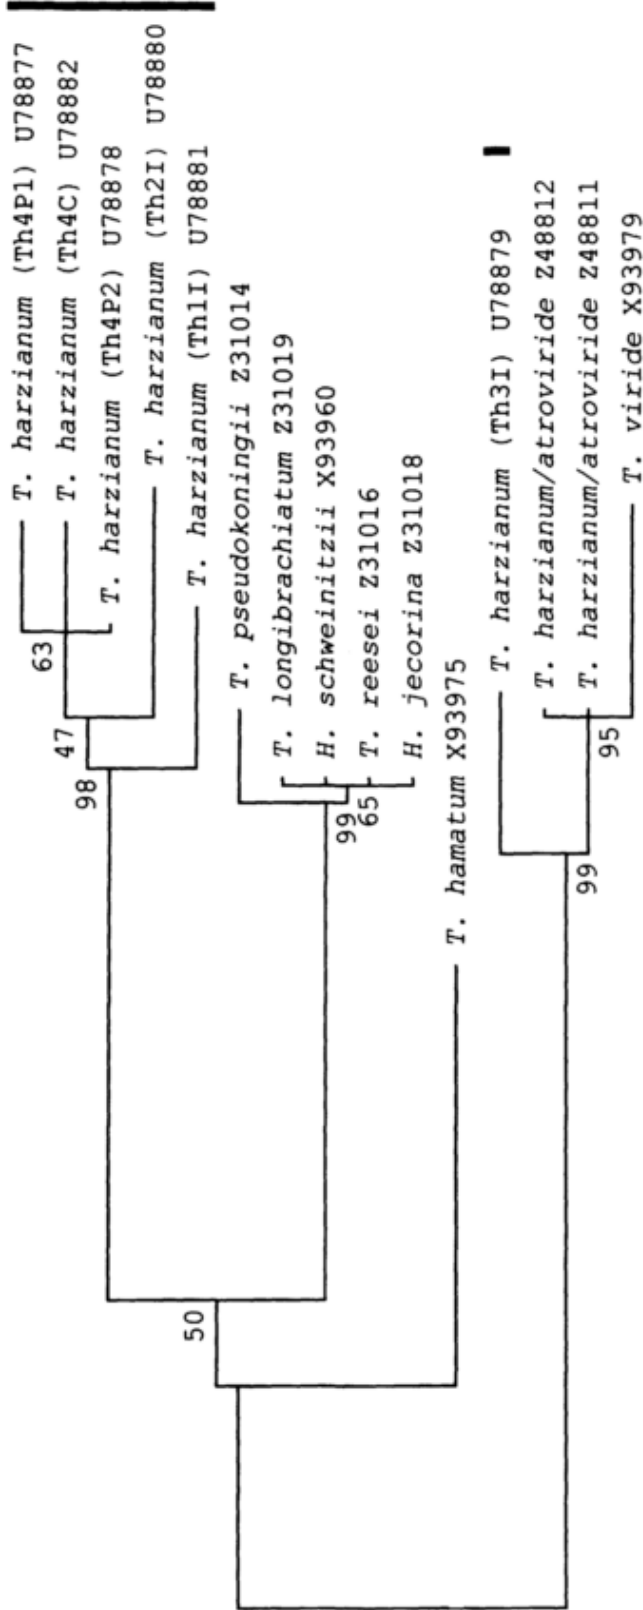 T. harzianum (Th4P1) U78877
T. harzianum (Th4C) U78882
T. harzianum (Th4P2) U78878
T. harzianum (Th2I) U78880
T. harzianum (Th1I) U78881
T. pseudokoningii Z31014
T. longibrachiatum Z31019
H. schweinitzii X93960
T. reesei Z31016
H. jecorina Z31018
T. hamatum X93975
T. harzianum (Th3I) U78879
T. harzianum/atroviride Z48812
T. harzianum/atroviride Z48811
T. viride X93979
63
47
98
99
65
50
99
95